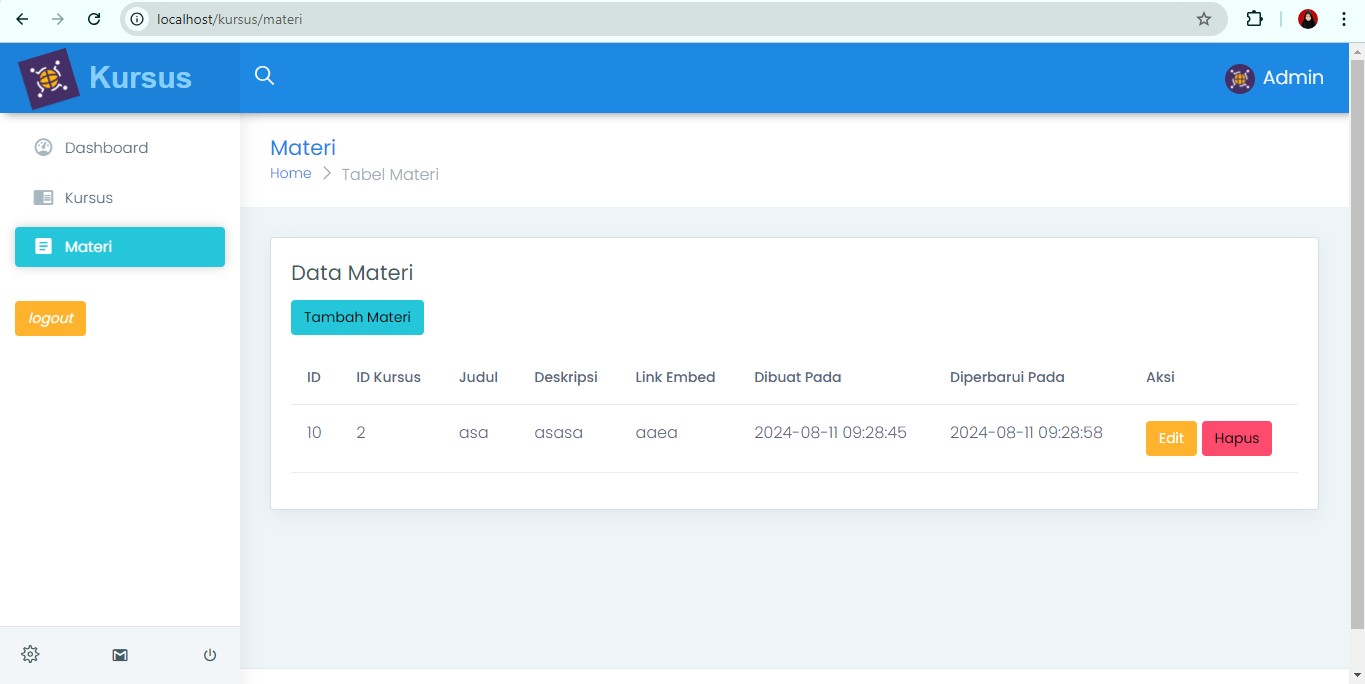 localhost/kursus/materi
Kursus
Admin
Dashboard
Kursus
Materi
logout
Materi
Home > Tabel Materi
Data Materi
Tambah Materi
ID ID Kursus Judul Deskripsi Link Embed Dibuat Pada Diperbarui Pada Aksi
10 2 asa asasa aaea 2024-08-11 09:28:45 2024-08-11 09:28:58 Edit Hapus